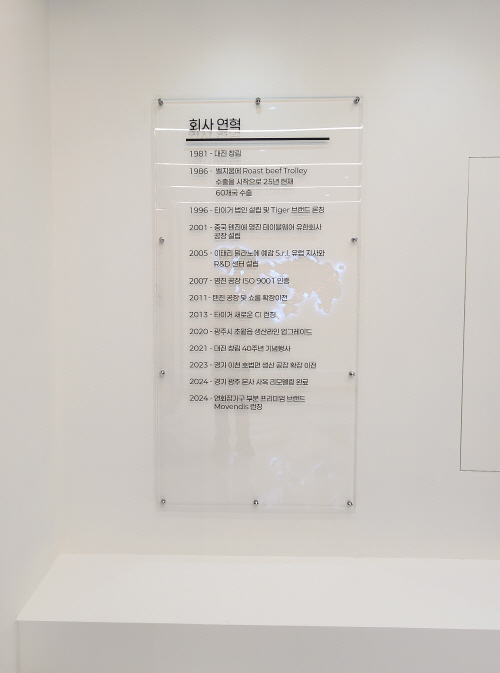 회사 연혁
1981 - 대진 창립
1986 - 벨지움에 Roast beef Trolley
수출을 시작으로 25년 현재
60개국 수출
1996 - 타이거 법인 설립 및 Tiger 브랜드 론칭
2001 - 중국 텐진에 명진 테이블웨어 유한회사
공장 설립
2005 - 이태리 밀라노에 예감 S.r.l. 유럽 지사와
R&D 센터 설립
2007 - 명진 공장 ISO 9001 인증
2011 - 텐진 공장 및 쇼룸 확장이전
2013 - 타이거 새로운 CI 런칭
2020 - 광주시 초월읍 생산라인 업그레이드
2021 - 대진 창립 40주년 기념행사
2023 - 경기 이천 호법면 생산 공장 확장 이전
2024 - 경기 광주 본사 사옥 리모델링 완료
2024 - 연회장가구 부분 프리미엄 브랜드
Movendis 런칭